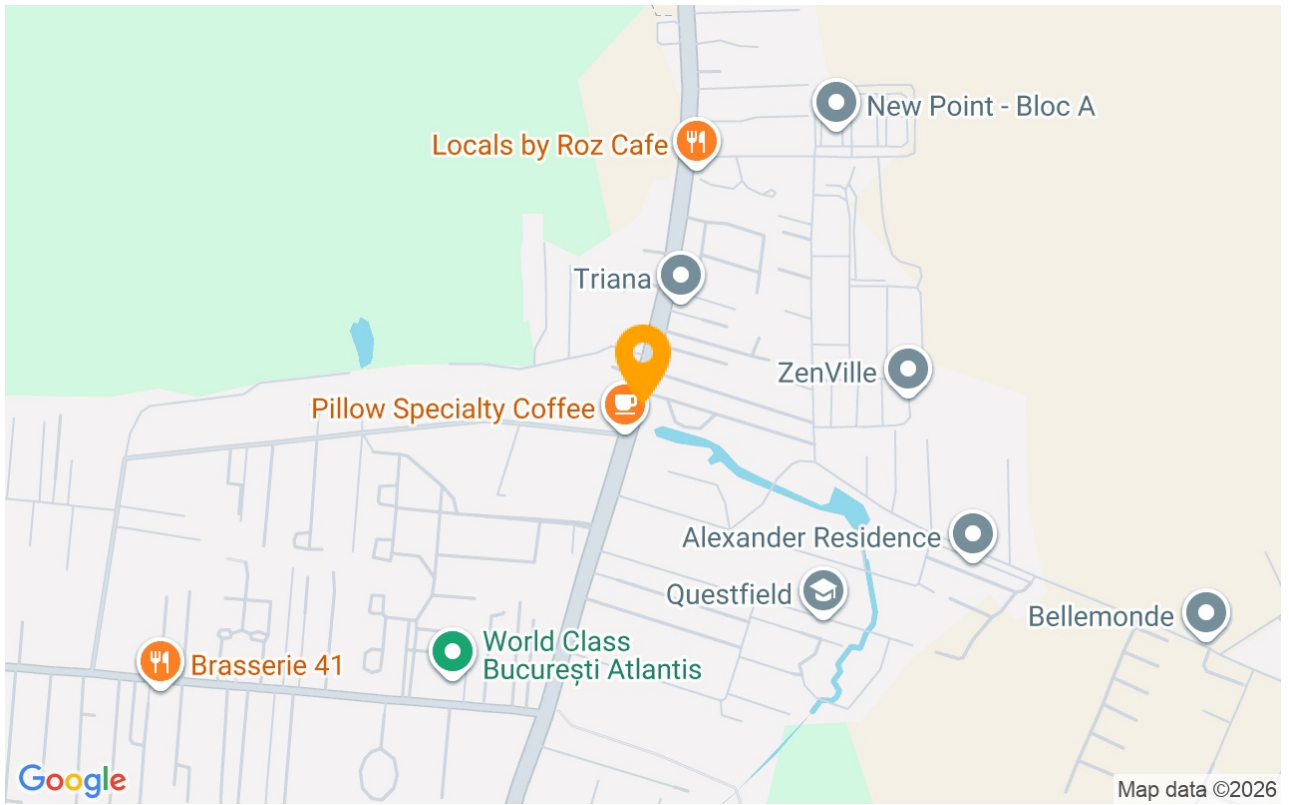 New Point - Bloc A
Locals by Roz Cafe
Triana
ZenVille
Pillow Specialty Coffee
Alexander Residence
Questfield
Bellemonde
World Class
București Atlantis
Brasserie 41
Google
Map data ©2026